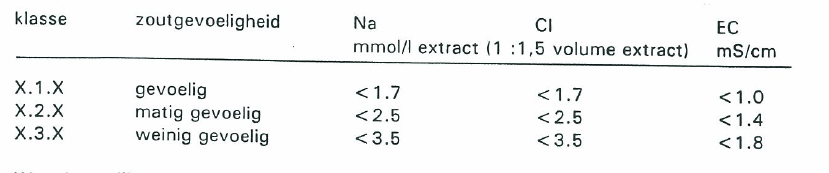 klasse zoutgevoeligheid Na Cl EC
mmol/l extract (1 :1,5 volume extract) mS/cm
X.1.X gevoelig <1.7 <1.7 <1.0
X.2.X matig gevoelig <2.5 <2.5 <1.4
X.3.X weinig gevoelig <3.5 <3.5 <1.8